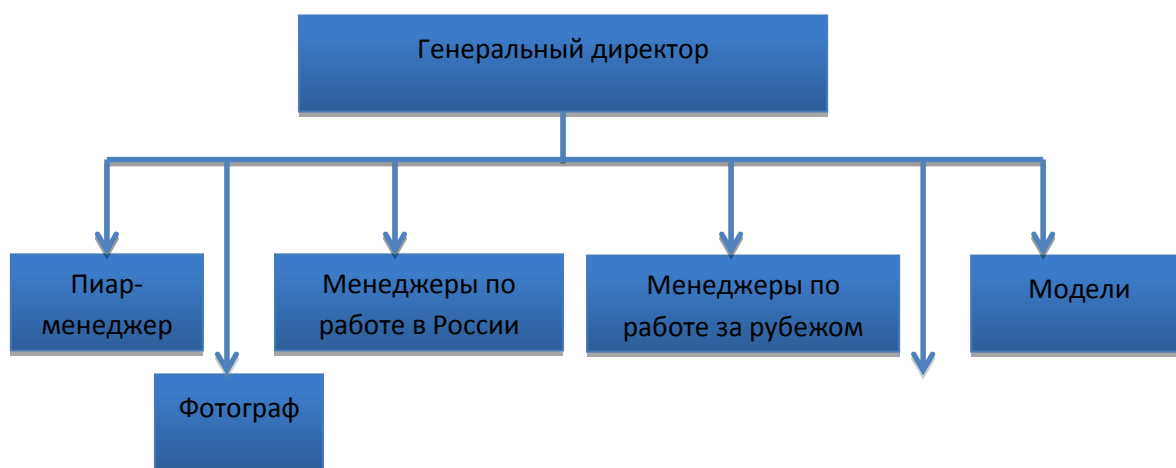 Генеральный директор
Пиар-
менеджер
Менеджеры по
работе в России
Менеджеры по
работе за рубежом
Модели
Фотограф